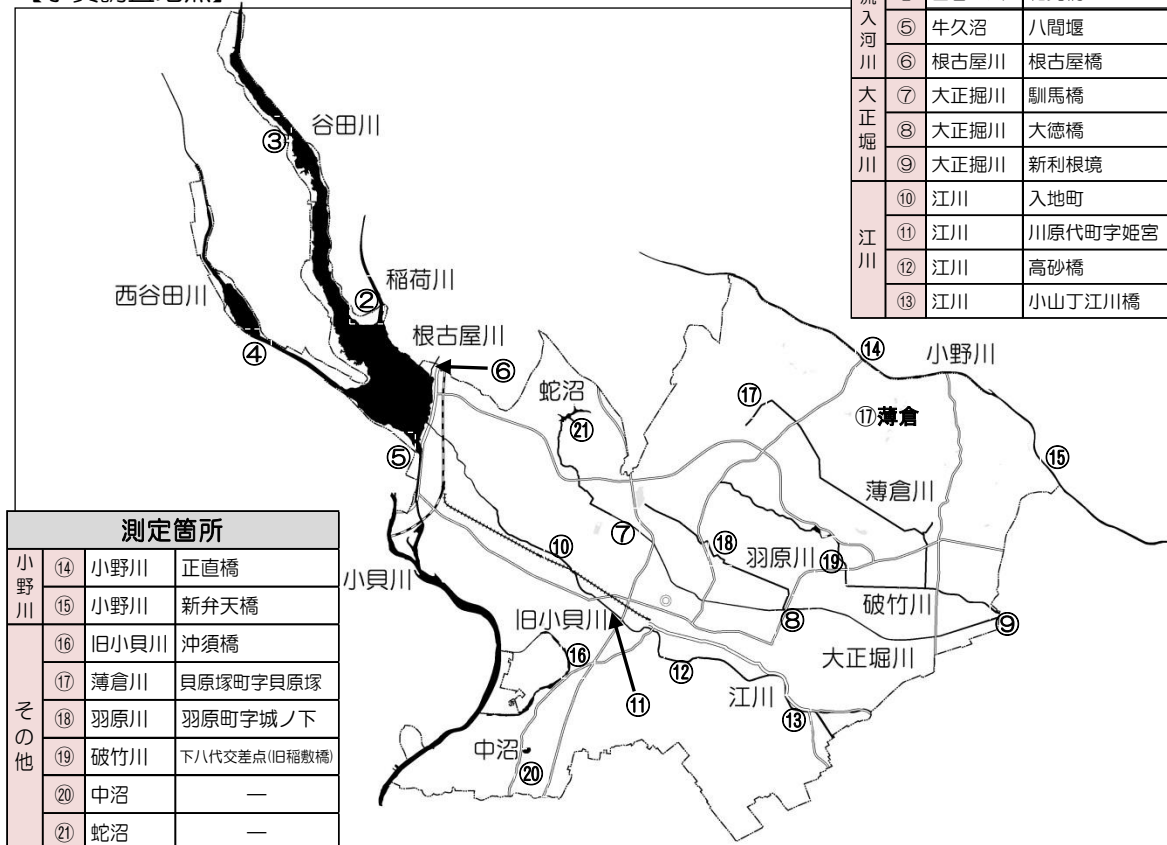 流入河川
⑤ 牛久沼 八間堰
⑥ 根古屋川 根古屋橋
大正堀川
⑦ 大正堀川 馴馬橋
⑧ 大正堀川 大徳橋
⑨ 大正堀川 新利根境
江川
⑩ 江川 入地町
⑪ 江川 川原代町字姫宮
⑫ 江川 高砂橋
⑬ 江川 小山丁江川橋
③
谷田川
西谷田川
④
②
稲荷川
根古屋川
⑥
⑤
蛇沼
㉑
⑭
小野川
⑰
⑰薄倉
⑮
薄倉川
⑦
⑱
羽原川
⑲
破竹川
⑩
小貝川
旧小貝川
⑯
⑪
⑧
⑨
大正堀川
⑫
江川
⑬
中沼
⑳
測定箇所
小野川
⑭ 小野川 正直橋
⑮ 小野川 新弁天橋
その他
⑯ 旧小貝川 沖須橋
⑰ 薄倉川 貝原塚町字貝原塚
⑱ 羽原川 羽原町字城ノ下
⑲ 破竹川 下八代交差点(旧稲敷橋)
⑳ 中沼 ―
㉑ 蛇沼 ―